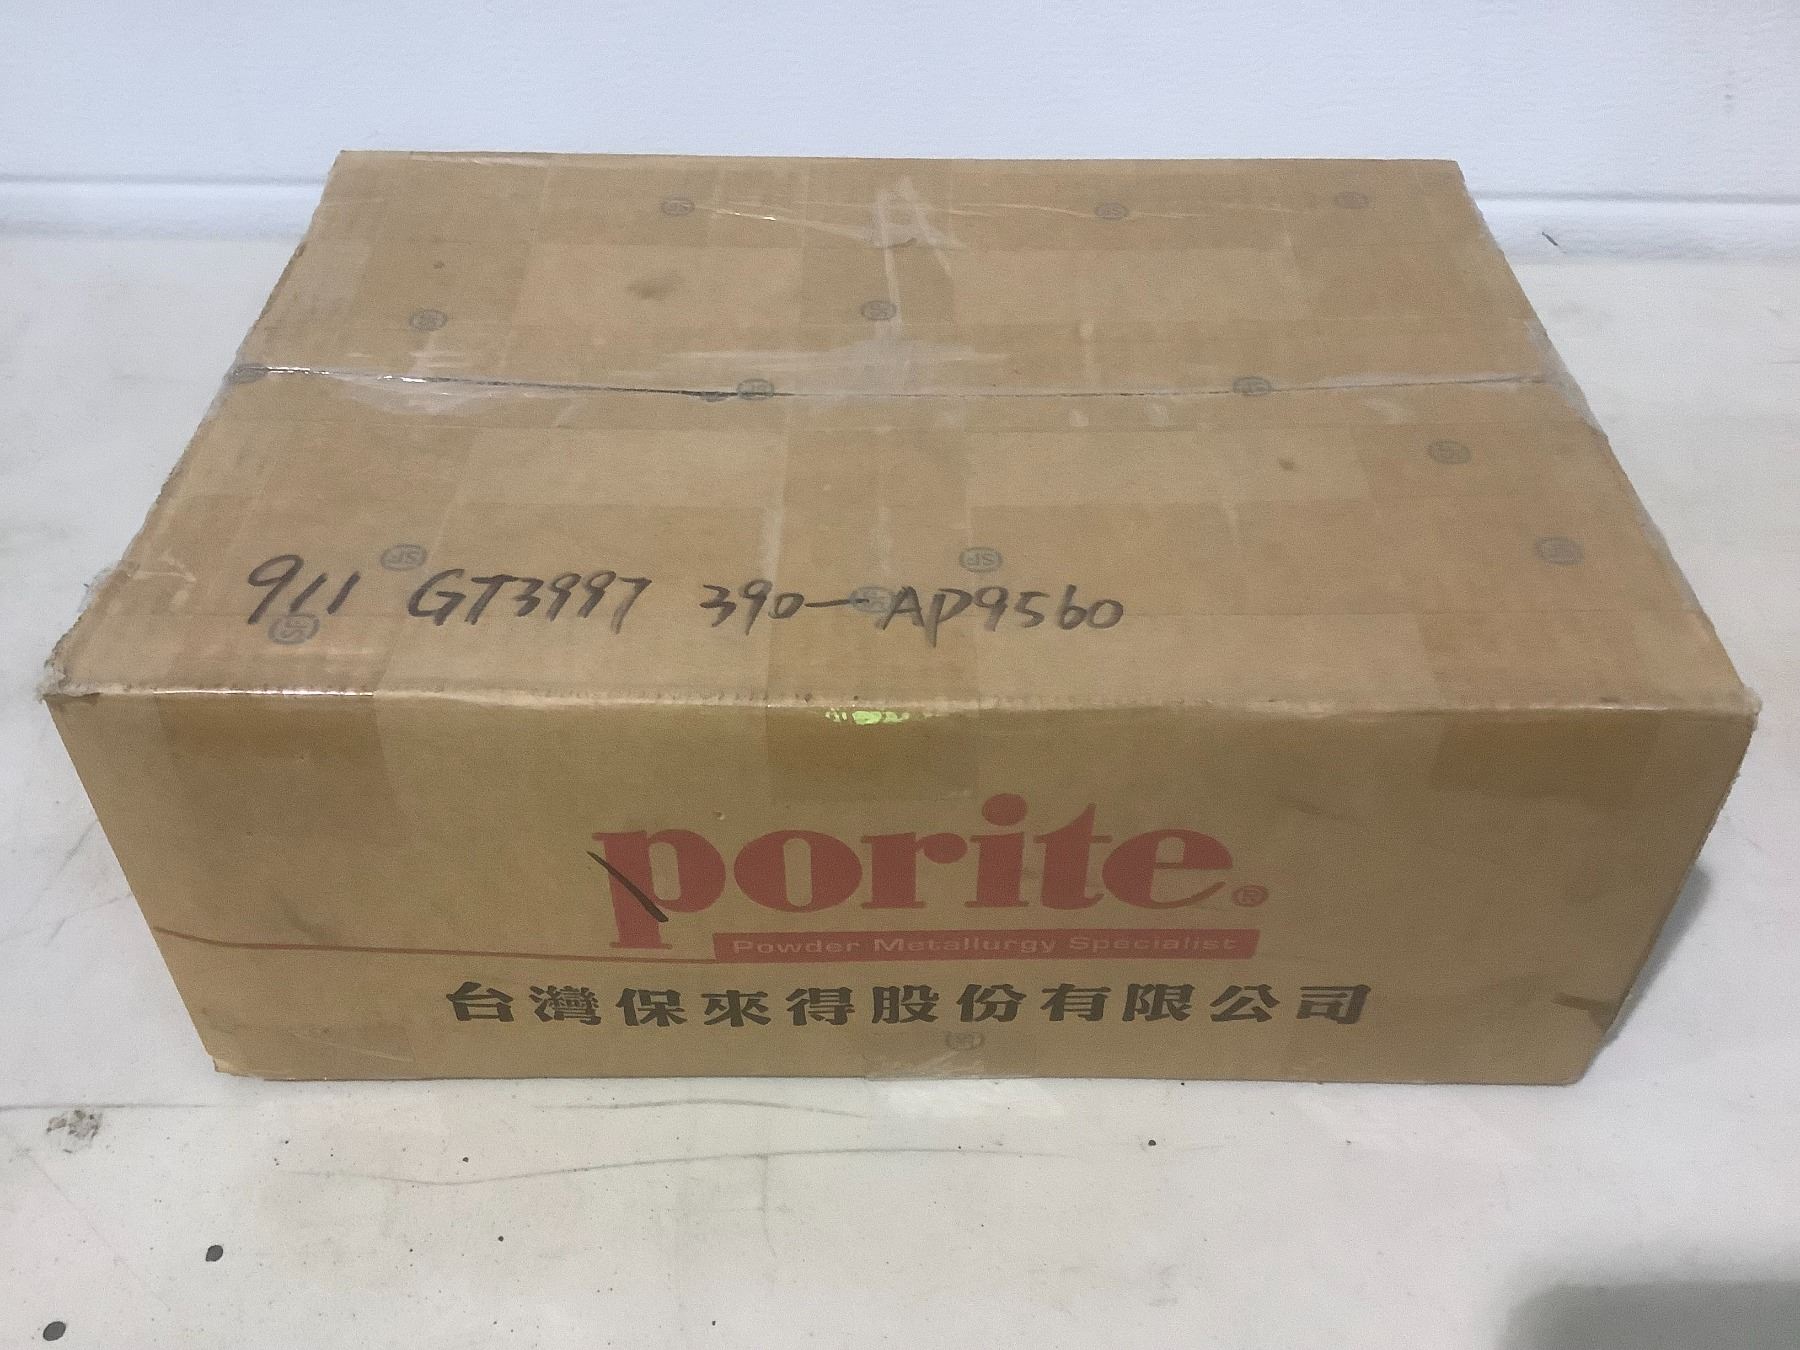 911 GT3997 390-AP9560
porite®
Powder Metallurgy Specialist
台灣保來得股份有限公司